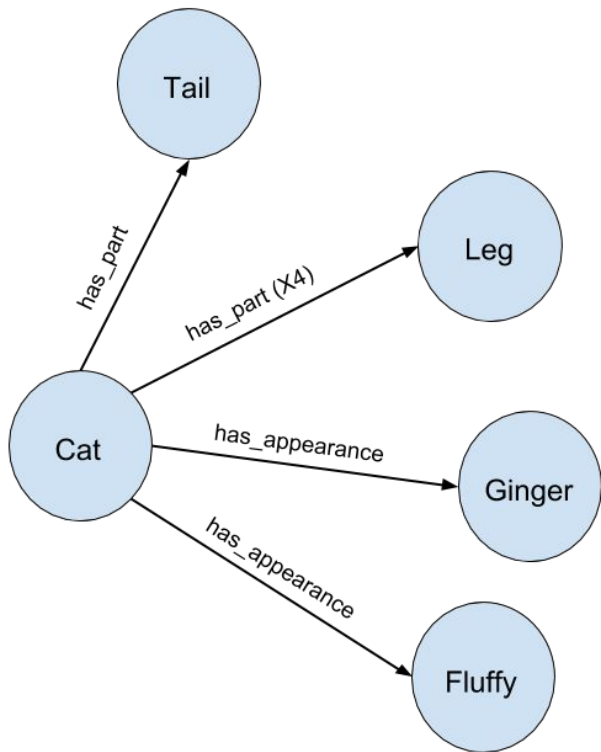 Tail
has_part
Leg
has_part (X4)
Cat
has_appearance
Ginger
has_appearance
Fluffy